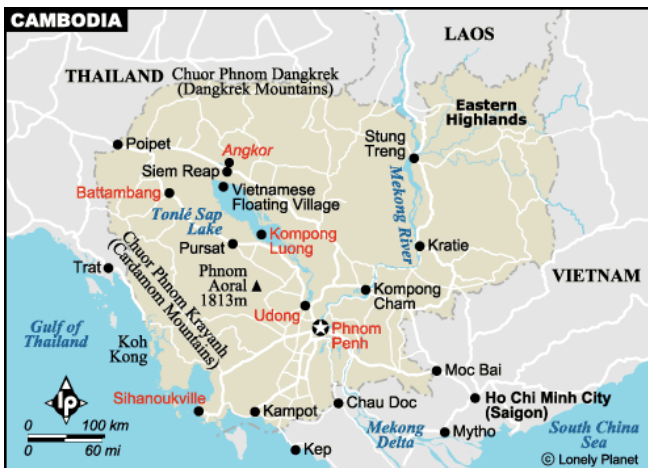 CAMBODIA
LAOS
THAILAND
Chuor Phnom Dangkrek
(Dangkrek Mountains)
Eastern
Highlands
Poipet
Angkor
Stung
Treng
Siem Reap
Battambang
Vietnamese
Floating Village
Mekong River
Tonlé Sap
Lake
Kompong
Luong
Pursat
Kratie
Chuor Phnom Krayanh
(Cardamom Mountains)
Trat
Phnom
Aoral
1813m
VIETNAM
Kompong
Cham
Udong
Gulf of
Thailand
Koh
Kong
Phnom
Penh
Moc Bai
lp
Sihanoukville
Kampot
Chau Doc
Ho Chi Minh City
(Saigon)
0 100 km
0 60 mi
Mekong
Delta
Mytho
South China
Sea
Kep
© Lonely Planet